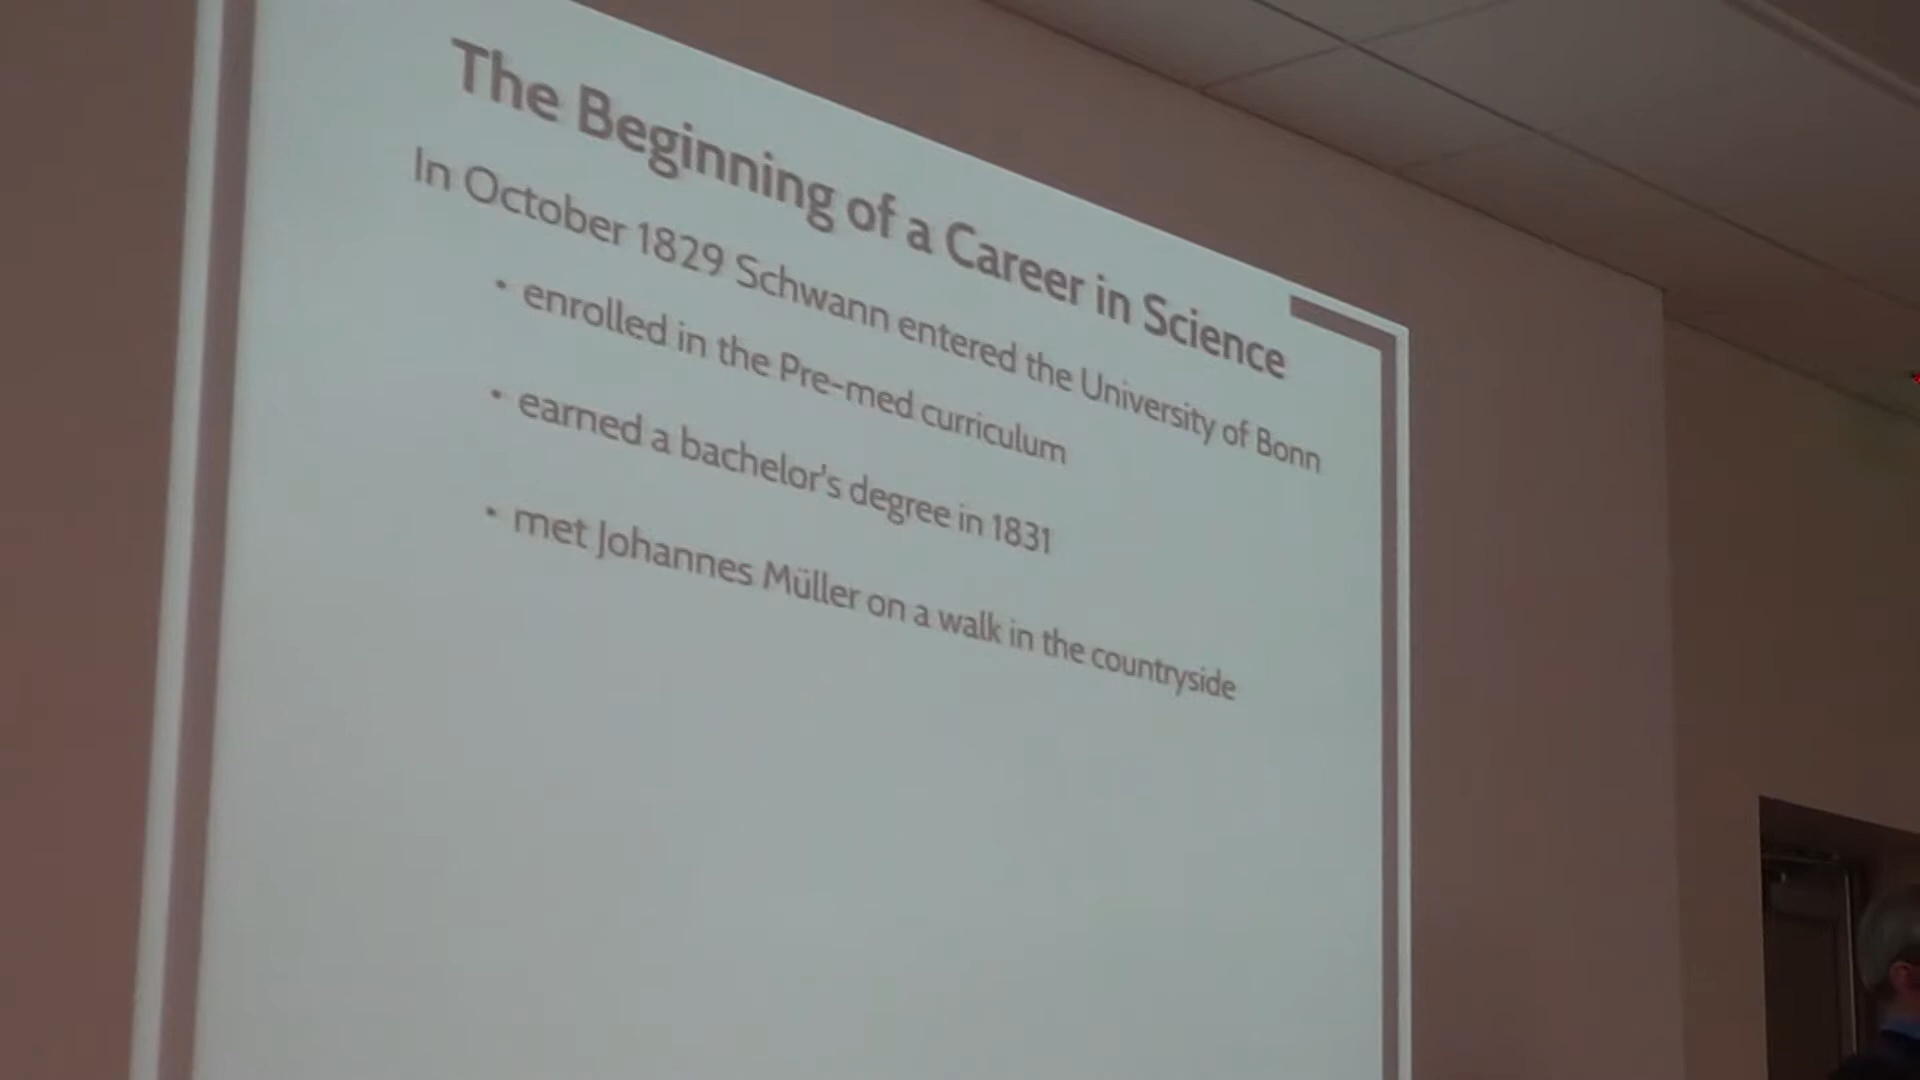 The Beginning of a Career in Science
In October 1829 Schwann entered the University of Bonn
• enrolled in the Pre-med curriculum
• earned a bachelor's degree in 1831
• met Johannes Müller on a walk in the countryside